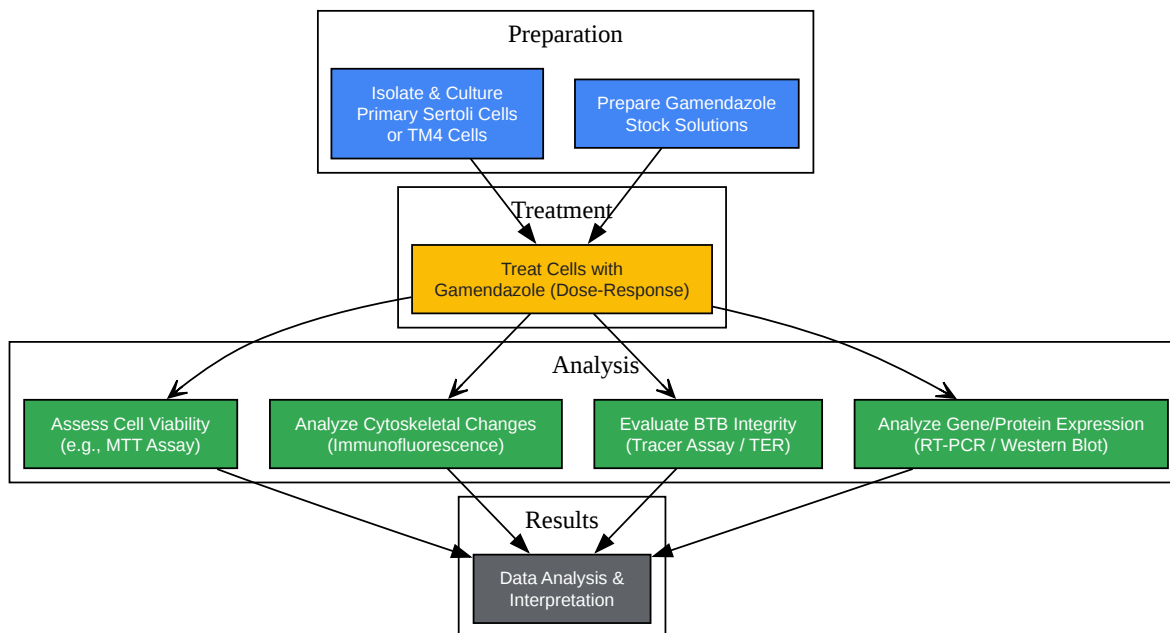 Preparation
Isolate & Culture
Primary Sertoli Cells
or TM4 Cells
Prepare Gamendazole
Stock Solutions
Treatment
Treat Cells with
Gamendazole (Dose-Response)
Analysis
Assess Cell Viability
(e.g., MTT Assay)
Analyze Cytoskeletal Changes
(Immunofluorescence)
Evaluate BTB Integrity
(Tracer Assay / TER)
Analyze Gene/Protein Expression
(RT-PCR / Western Blot)
Results
Data Analysis &
Interpretation